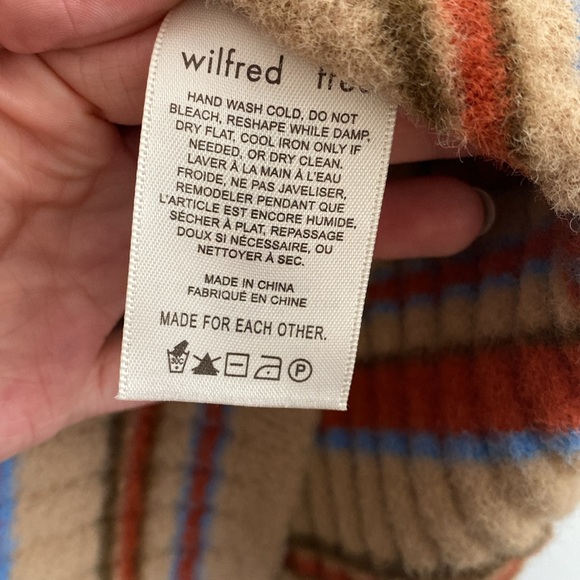 wilfred
HAND WASH COLD, DO NOT
BLEACH, RESHAPE WHILE DAMP,
DRY FLAT, COOL IRON ONLY IF
NEEDED, OR DRY CLEAN.
LAVER À LA MAIN À L'EAU
FROIDE, NE PAS JAVELISER,
REMODELER PENDANT QUE
L'ARTICLE EST ENCORE HUMIDE,
SÉCHER À PLAT, REPASSAGE
DOUX SI NÉCESSAIRE, OU
NETTOYER À SEC.
MADE IN CHINA
FABRIQUÉ EN CHINE
MADE FOR EACH OTHER.
30C P